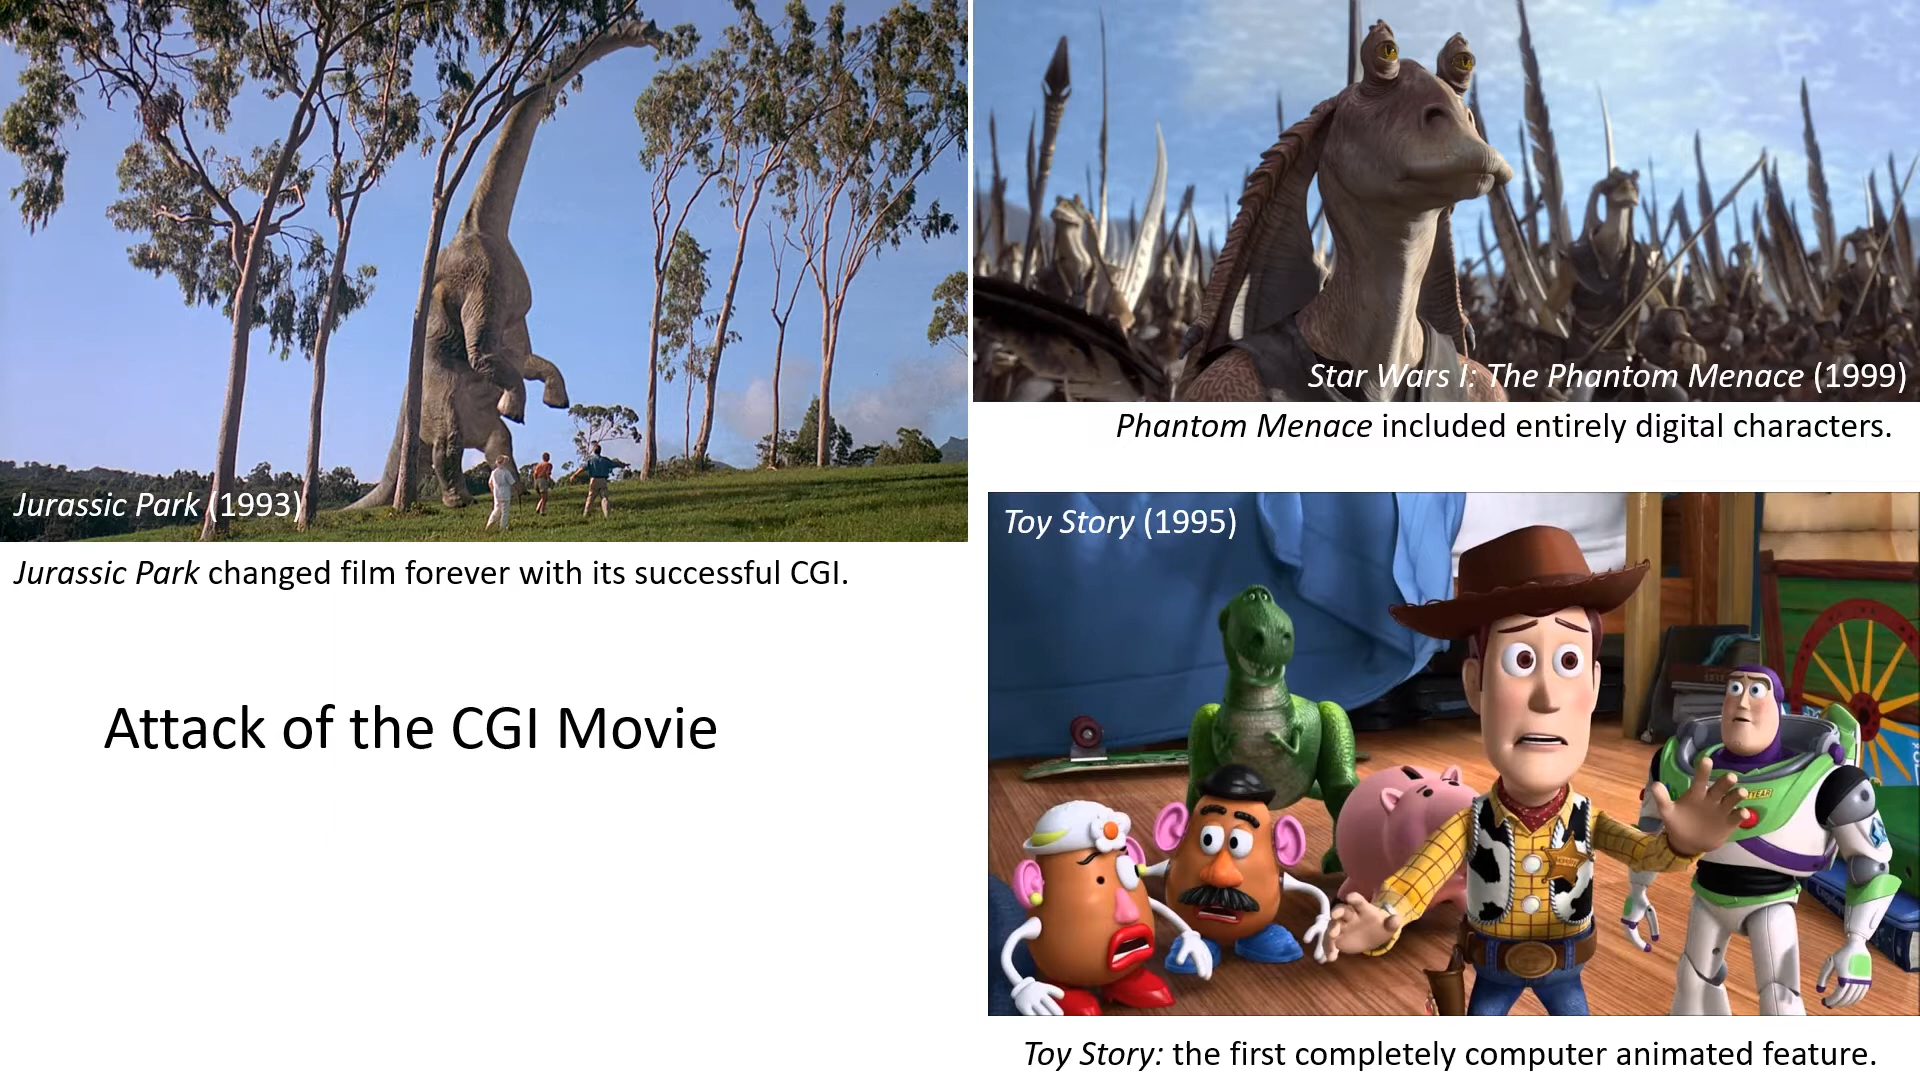 Jurassic Park (1993)
Jurassic Park changed film forever with its successful CGI.
Attack of the CGI Movie
Star Wars I: The Phantom Menace (1999)
Phantom Menace included entirely digital characters.
Toy Story (1995)
Toy Story: the first completely computer animated feature.